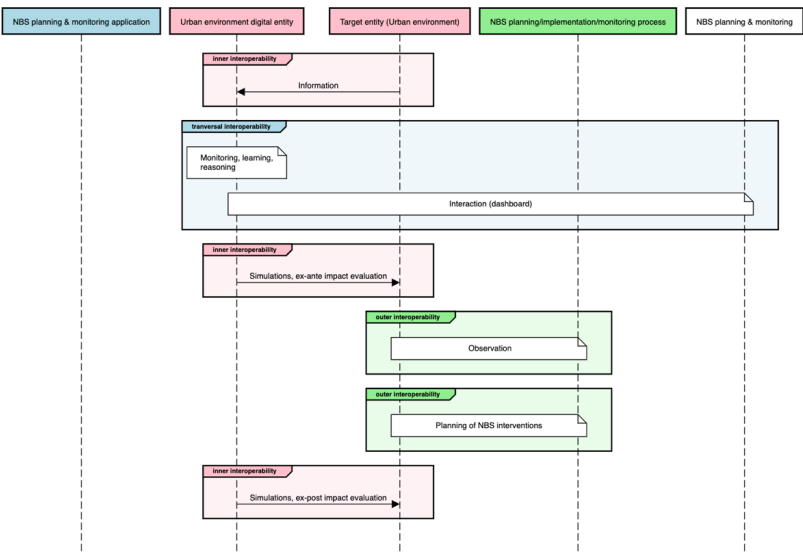 NBS planning & monitoring application
Urban environment digital entity
Target entity (Urban environment)
NBS planning/implementation/monitoring process
NBS planning & monitoring
inner interoperability
Information
tranversal interoperability
Monitoring, learning,
reasoning
Interaction (dashboard)
inner interoperability
Simulations, ex-ante impact evaluation
outer interoperability
Observation
outer interoperability
Planning of NBS interventions
inner interoperability
Simulations, ex-post impact evaluation